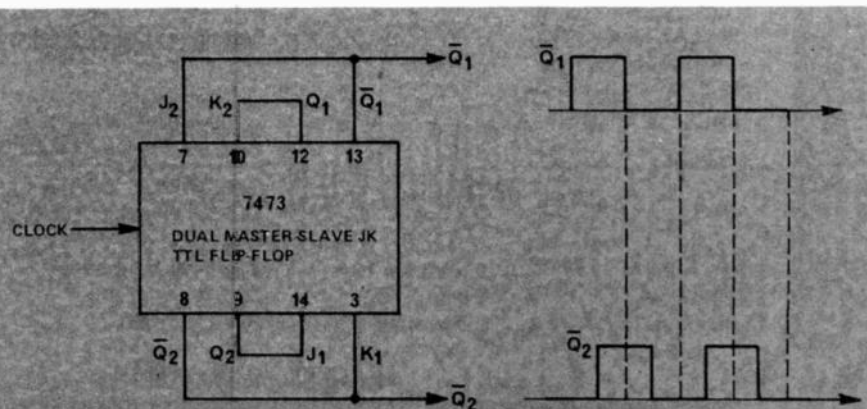 Q̅1
J2 K2 Q1 Q̅1
7 10 12 13
7473
CLOCK
DUAL MASTER-SLAVE JK
TTL FLIP-FLOP
8 9 14 3
Q̅2 Q2 J1 K1
Q̅2
Q̅1
Q̅2